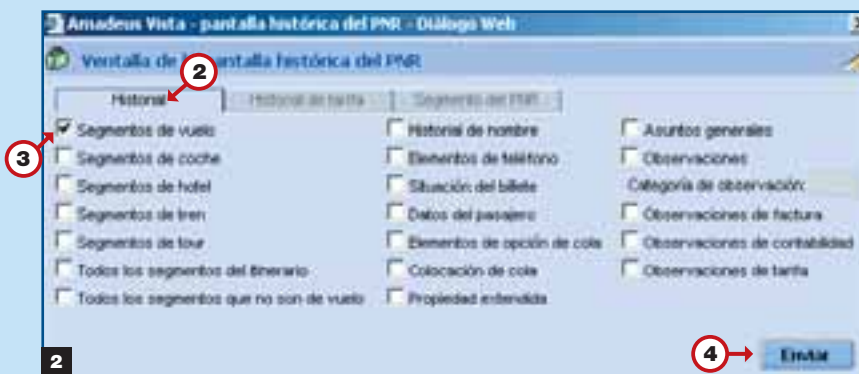 Amadeus Vista - pantalla histórica del PNR - Diálogo Web
Ventalla de la pantalla histórica del PNR
2
Historial Historial de tarifa Segmento del PNR
3
Segmentos de vuelo Historial de nombre Asuntos generales
Segmentos de coche Elementos de teléfono Observaciones
Segmentos de hotel Situación del billete Categoría de observación:
Segmentos de tren Datos del pasajero Observaciones de factura
Segmentos de tour Elementos de opción de cola Observaciones de contabilidad
Todos los segmentos del itinerario Colocación de cola Observaciones de tarifa
Todos los segmentos que no son de vuelo Propiedad extendida
4 Enviar
2